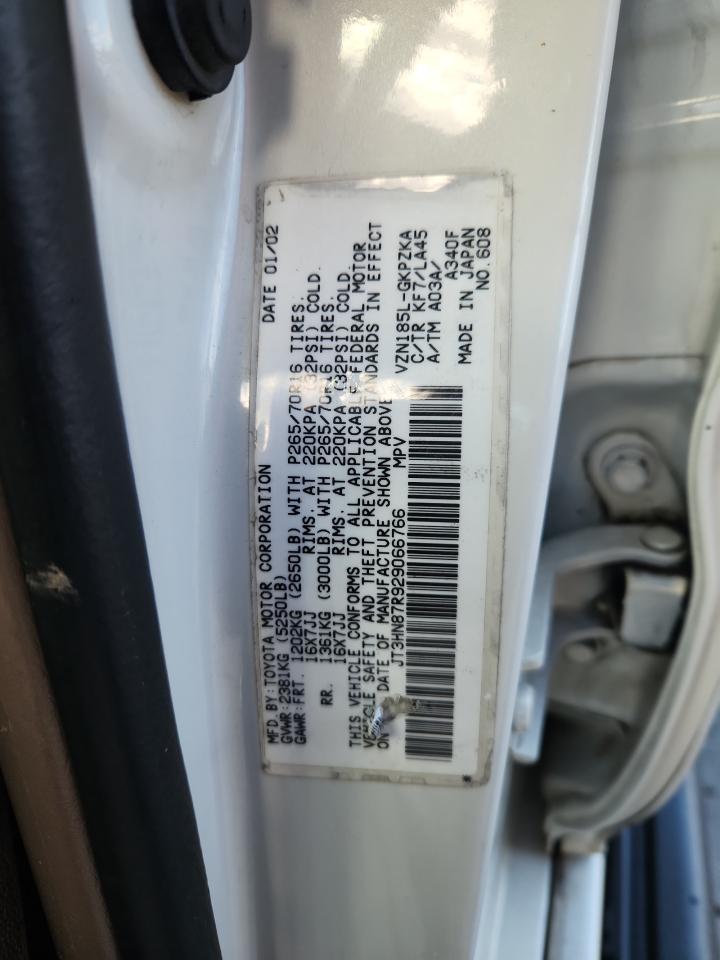 MFD. BY: TOYOTA MOTOR CORPORATION DATE 01/02
GVWR: 2381KG (5250LB)
GAWR: FRT. 1202KG (2650LB) WITH P265/70R16 TIRES.
16X7JJ RIMS. AT 220KPA (32PSI) COLD.
RR. 1361KG (3000LB) WITH P265/70R16 TIRES.
16X7JJ RIMS. AT 220KPA (32PSI) COLD.
THIS VEHICLE CONFORMS TO ALL APPLICABLE FEDERAL MOTOR
VEHICLE SAFETY AND THEFT PREVENTION STANDARDS IN EFFECT
ON DATE OF MANUFACTURE SHOWN ABOVE
JT3HN87R929066766 MPV VZN185L-GKPZKA
C/TR KF7/LA45
A/TM A03A/
A340F
MADE IN JAPAN
NO.608